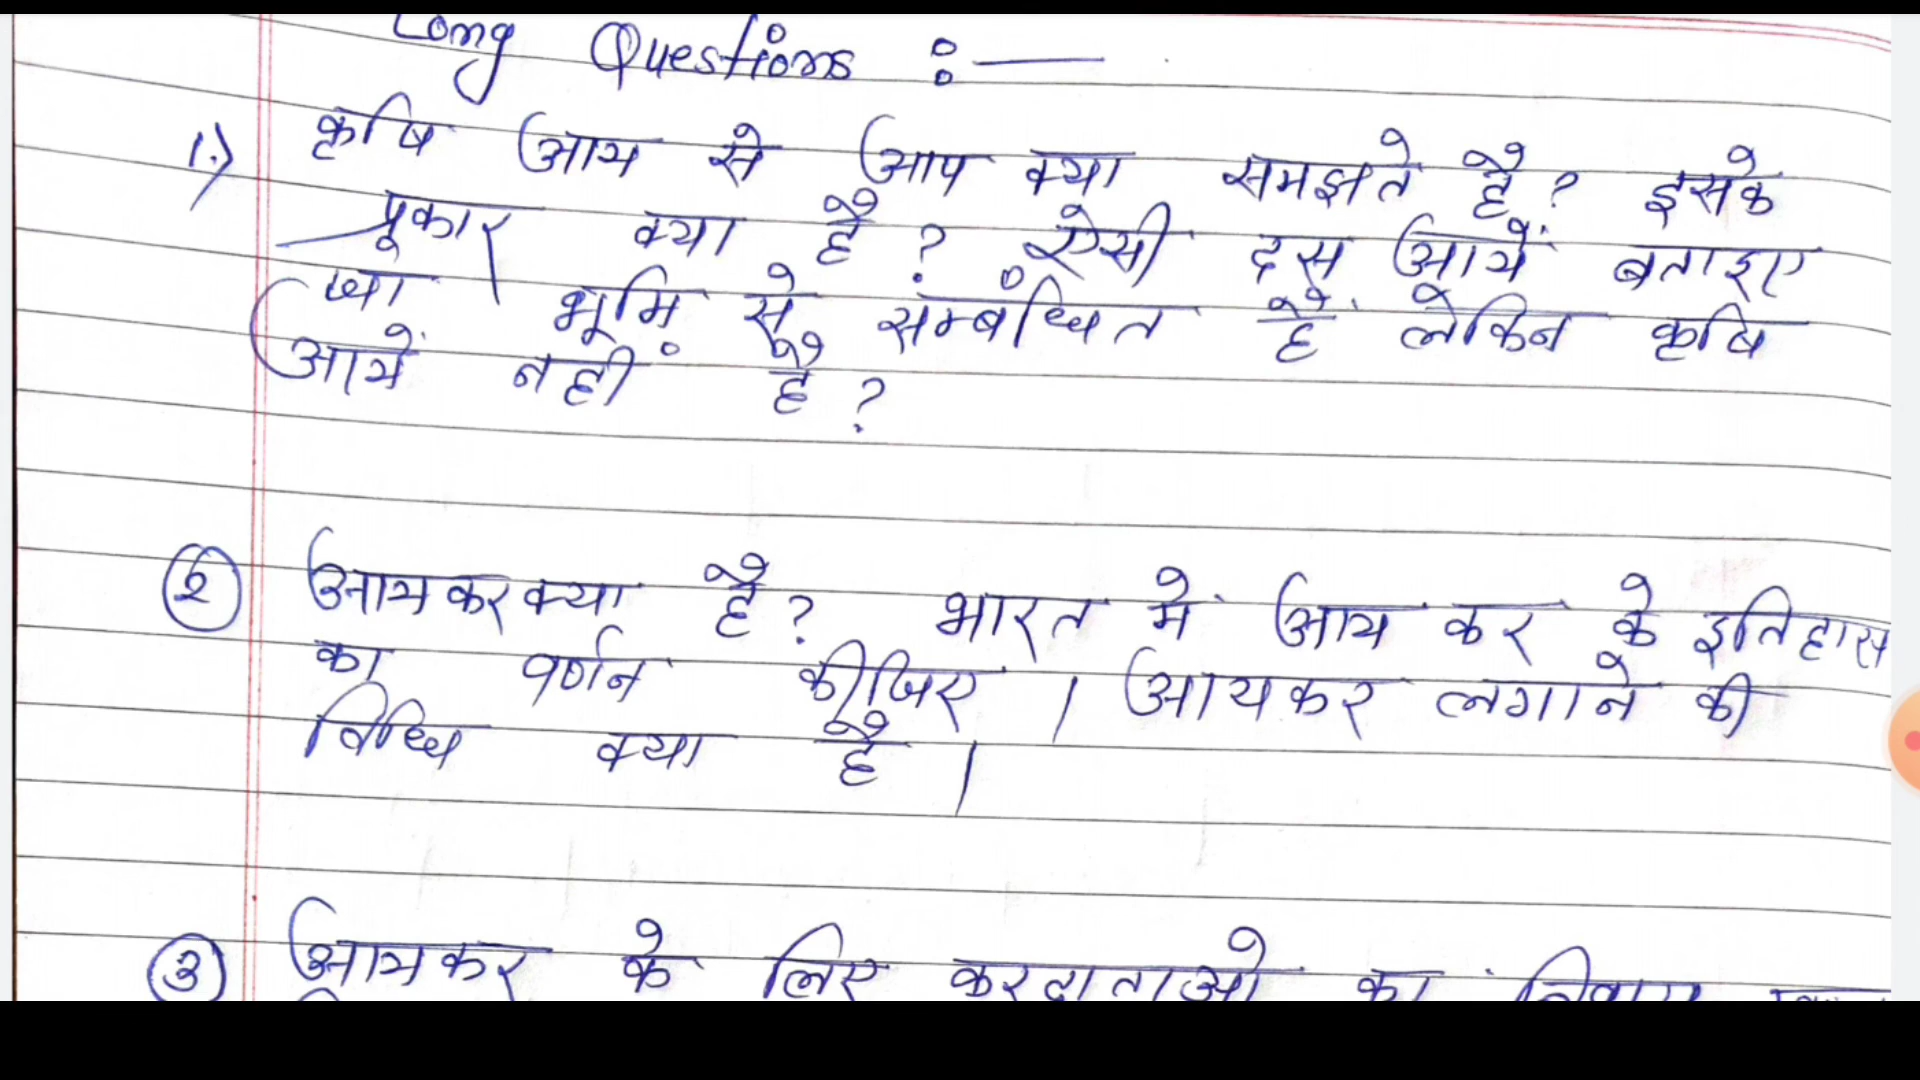 Long Questions :—
1.) कृषि आय से आप क्या समझते है? इसके
प्रकार क्या है? ऐसी दस आयें बताइए
जो भूमि से सम्बंधित है लेकिन कृषि
आयें नहीं है?
2 आयकर क्या है? भारत में आय कर के इतिहास
का वर्णन कीजिए। आयकर लगाने की
विधि क्या है।
3 आयकर के लिए करदाताओ का